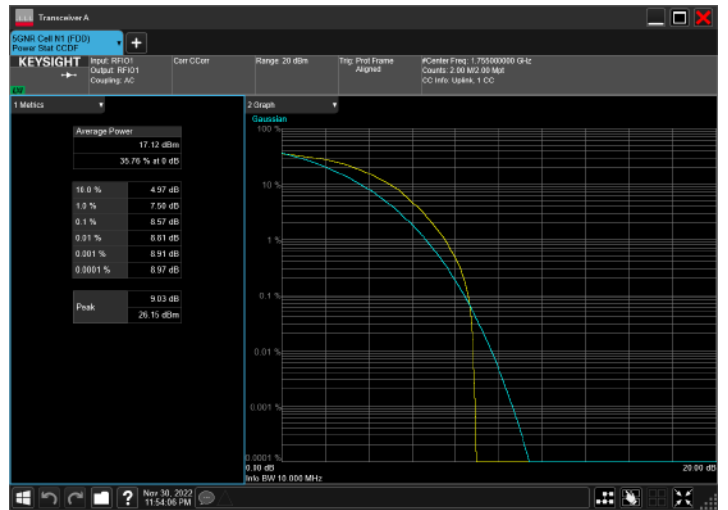 Transceiver A
5GNR Cell N1 (FDD)
Power Stat CCDF
KEYSIGHT
Input: RFIO1
Output: RFIO1
Coupling: AC
Corr CCorr
Range: 20 dBm
Trig: Prot Frame
Aligned
#Center Freq: 1.755000000 GHz
Counts: 2.00 M/2.00 Mpt
CC Info: Uplink, 1 CC
1 Metrics
Average Power
17.12 dBm
35.76 % at 0 dB
10.0 % 4.97 dB
1.0 % 7.50 dB
0.1 % 8.57 dB
0.01 % 8.81 dB
0.001 % 8.91 dB
0.0001 % 8.97 dB
Peak
9.03 dB
26.15 dBm
2 Graph
Gaussian
100 %
10 %
1 %
0.1 %
0.01 %
0.001 %
0.0001 %
0.00 dB
20.00 dB
Info BW 10.000 MHz
Nov 30, 2022
11:54:06 PM